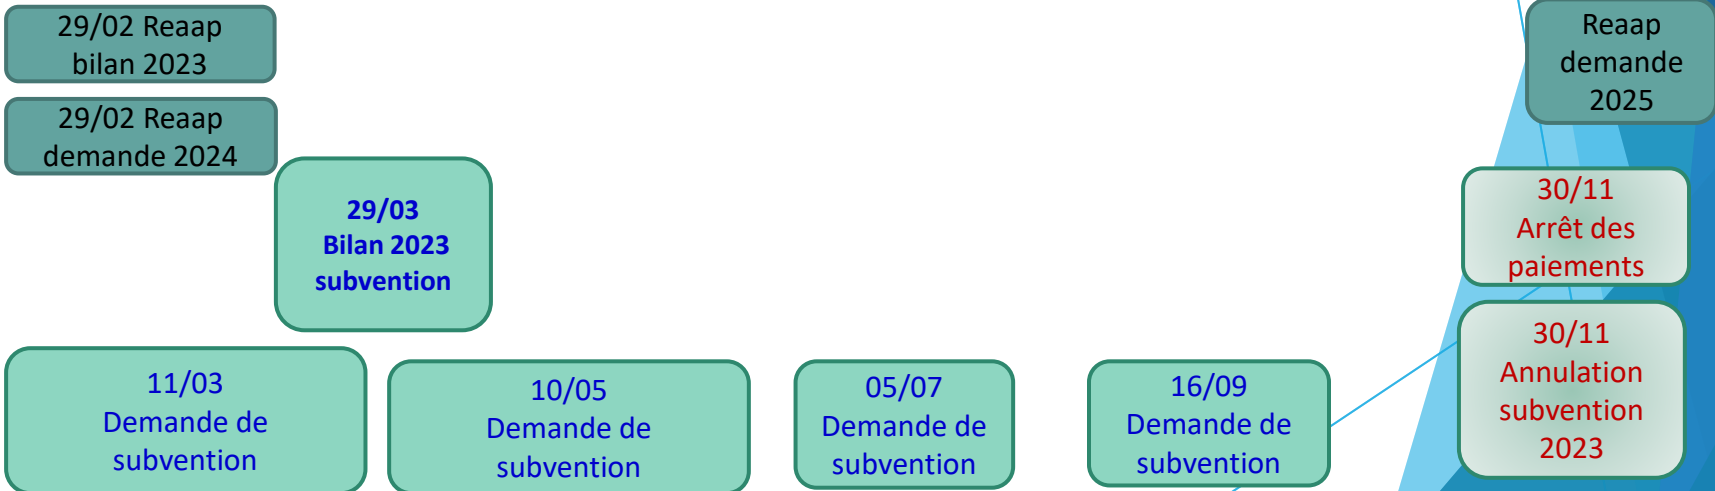 29/02 Reaap
bilan 2023
29/02 Reaap
demande 2024
29/03
Bilan 2023
subvention
11/03
Demande de
subvention
10/05
Demande de
subvention
05/07
Demande de
subvention
16/09
Demande de
subvention
Reaap
demande
2025
30/11
Arrêt des
paiements
30/11
Annulation
subvention
2023